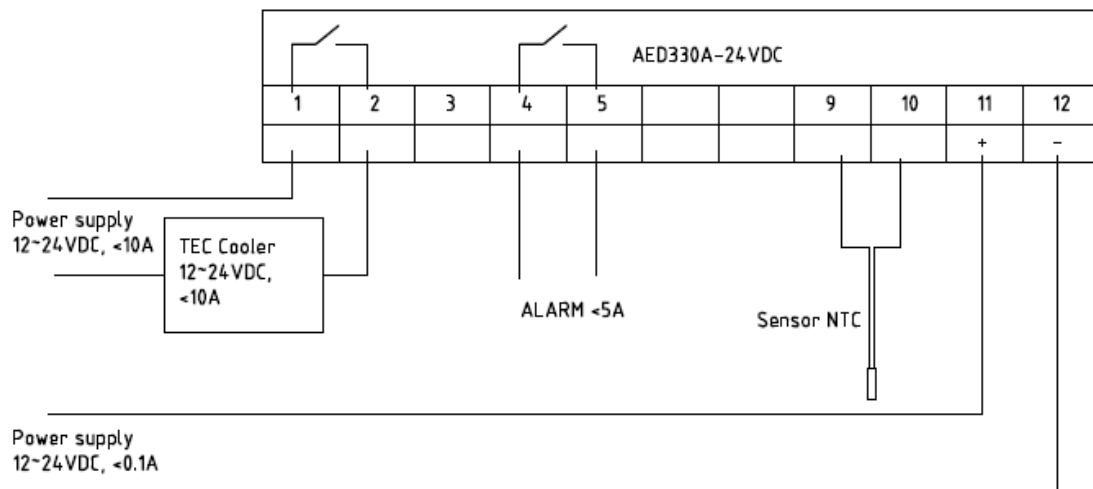 AED330A-24VDC
1 2 3 4 5 9 10 11 12
+ -
Power supply
12~24VDC, <10A
TEC Cooler
12~24VDC,
<10A
ALARM <5A
Sensor NTC
Power supply
12~24VDC, <0.1A